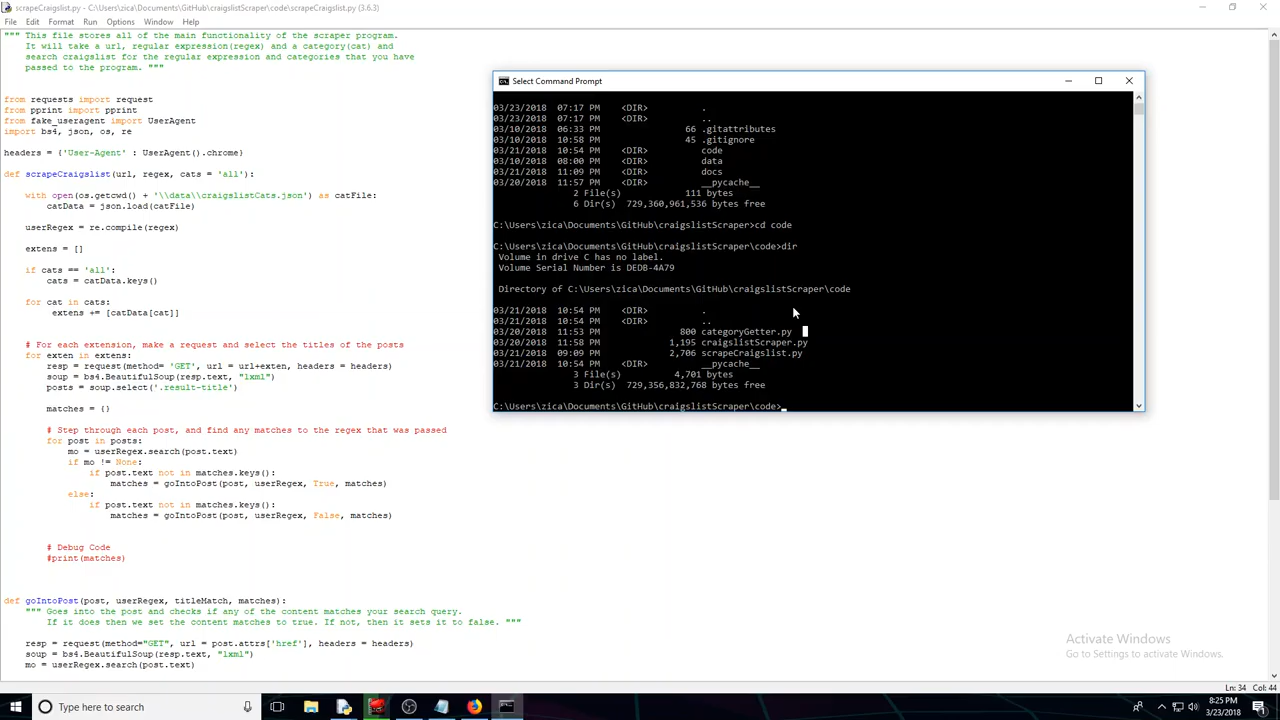 scrapeCraigslist.py - C:\Users\zica\Documents\GitHub\craigslistScraper\code\scrapeCraigslist.py (3.6.3)
File Edit Format Run Options Window Help
""" This file stores all of the main functionality of the scraper program.
It will take a url, regular expression(regex) and a category(cat) and
search craigslist for the regular expression and categories that you have
passed to the program. """
from requests import request
from pprint import pprint
from fake_useragent import UserAgent
import bs4, json, os, re
headers = {'User-Agent' : UserAgent().chrome}
def scrapeCraigslist(url, regex, cats = 'all'):
with open(os.getcwd() + '\\data\\craigslistCats.json') as catFile:
catData = json.load(catFile)
userRegex = re.compile(regex)
extens = []
if cats == 'all':
cats = catData.keys()
for cat in cats:
extens += [catData[cat]]
# For each extension, make a request and select the titles of the posts
for exten in extens:
resp = request(method= 'GET', url = url+exten, headers = headers)
soup = bs4.BeautifulSoup(resp.text, "lxml")
posts = soup.select('.result-title')
matches = {}
# Step through each post, and find any matches to the regex that was passed
for post in posts:
mo = userRegex.search(post.text)
if mo != None:
if post.text not in matches.keys():
matches = goIntoPost(post, userRegex, True, matches)
else:
if post.text not in matches.keys():
matches = goIntoPost(post, userRegex, False, matches)
# Debug Code
#print(matches)
def goIntoPost(post, userRegex, titleMatch, matches):
""" Goes into the post and checks if any of the content matches your search query.
If it does then we set the content matches to true. If not, then it sets it to false. """
resp = request(method="GET", url = post.attrs['href'], headers = headers)
soup = bs4.BeautifulSoup(resp.text, "lxml")
mo = userRegex.search(post.text)
Select Command Prompt
03/23/2018 07:17 PM <DIR> .
03/23/2018 07:17 PM <DIR> ..
03/10/2018 06:33 PM 66 .gitattributes
03/10/2018 10:58 PM 45 .gitignore
03/21/2018 10:54 PM <DIR> code
03/10/2018 08:00 PM <DIR> data
03/21/2018 11:09 PM <DIR> docs
03/20/2018 11:57 PM <DIR> __pycache__
2 File(s) 111 bytes
6 Dir(s) 729,360,961,536 bytes free
C:\Users\zica\Documents\GitHub\craigslistScraper>cd code
C:\Users\zica\Documents\GitHub\craigslistScraper\code>dir
Volume in drive C has no label.
Volume Serial Number is DEDB-4A79
Directory of C:\Users\zica\Documents\GitHub\craigslistScraper\code
03/21/2018 10:54 PM <DIR> .
03/21/2018 10:54 PM <DIR> ..
03/20/2018 11:53 PM 800 categoryGetter.py
03/20/2018 11:58 PM 1,195 craigslistScraper.py
03/21/2018 09:09 PM 2,706 scrapeCraigslist.py
03/21/2018 10:54 PM <DIR> __pycache__
3 File(s) 4,701 bytes
3 Dir(s) 729,356,832,768 bytes free
C:\Users\zica\Documents\GitHub\craigslistScraper\code>
Activate Windows
Go to Settings to activate Windows.
Ln: 34 Col: 44
Type here to search
8:25 PM
3/23/2018
1